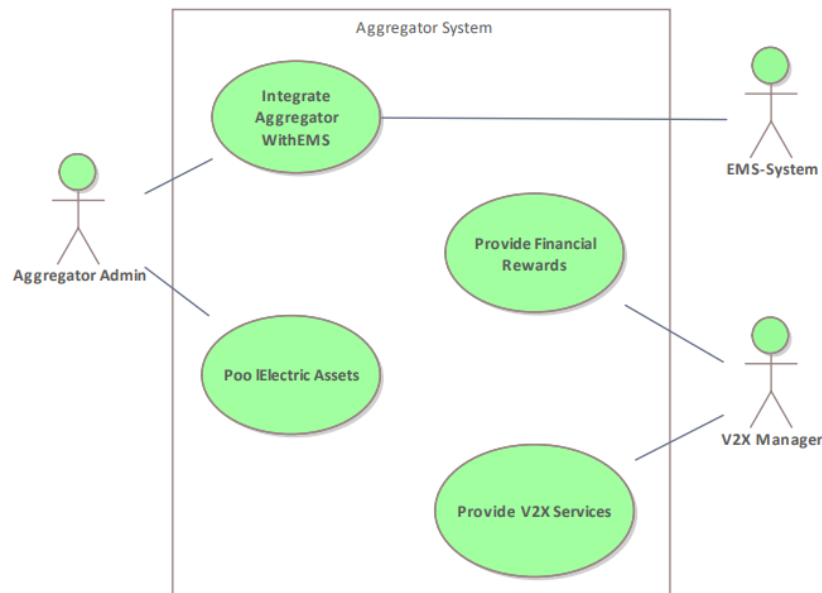 Aggregator System
Integrate
Aggregator
WithEMS
EMS-System
Aggregator Admin
Provide Financial
Rewards
Poo lElectric Assets
V2X Manager
Provide V2X Services